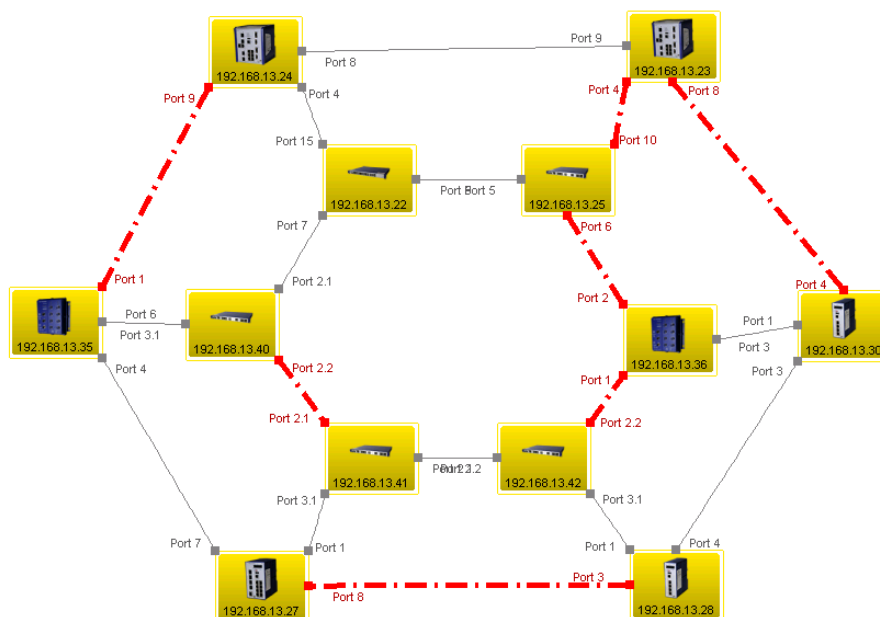 Port 9
192.168.13.24
Port 8
192.168.13.23
Port 9
Port 4
Port 4
Port 8
Port 15
Port 10
192.168.13.22
Port 5
192.168.13.25
Port 7
Port 6
Port 1
Port 2.1
Port 2
Port 4
Port 6
Port 3.1
Port 1
Port 3
192.168.13.35
192.168.13.40
192.168.13.36
192.168.13.30
Port 4
Port 2.2
Port 1
Port 3
Port 2.1
Port 2.2
192.168.13.41
192.168.13.42
Port 3.1
Port 3.1
Port 7
Port 1
Port 1
Port 4
Port 3
Port 8
192.168.13.27
192.168.13.28